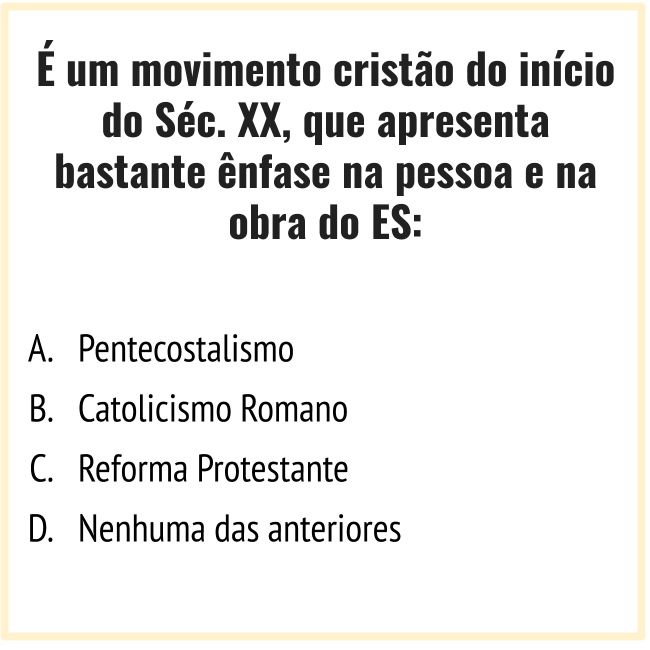 É um movimento cristão do início
do Séc. XX, que apresenta
bastante ênfase na pessoa e na
obra do ES:
A. Pentecostalismo
B. Catolicismo Romano
C. Reforma Protestante
D. Nenhuma das anteriores